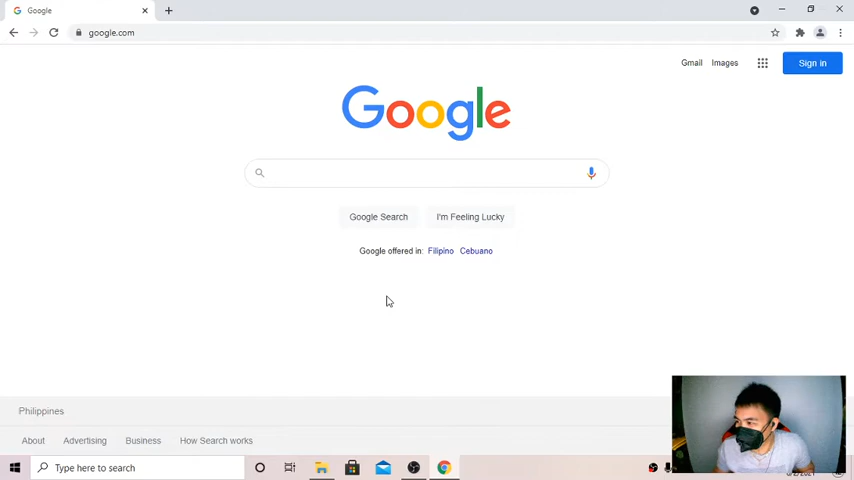 Google
google.com
Gmail Images
Sign in
Google
Google Search I'm Feeling Lucky
Google offered in: Filipino Cebuano
Philippines
About Advertising Business How Search works
Type here to search